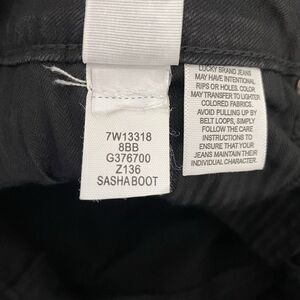 7W13318
8BB
G376700
Z136
SASHA BOOT
LUCKY BRAND JEANS
MAY HAVE INTENTIONAL
RIPS OR HOLES. COLOR
MAY TRANSFER TO LIGHTER
COLORED FABRICS.
AVOID PULLING UP BY
BELT LOOPS, SIMPLY
FOLLOW THE CARE
INSTRUCTIONS TO
ENSURE THAT YOUR
JEANS MAINTAIN THEIR
INDIVIDUAL CHARACTER.